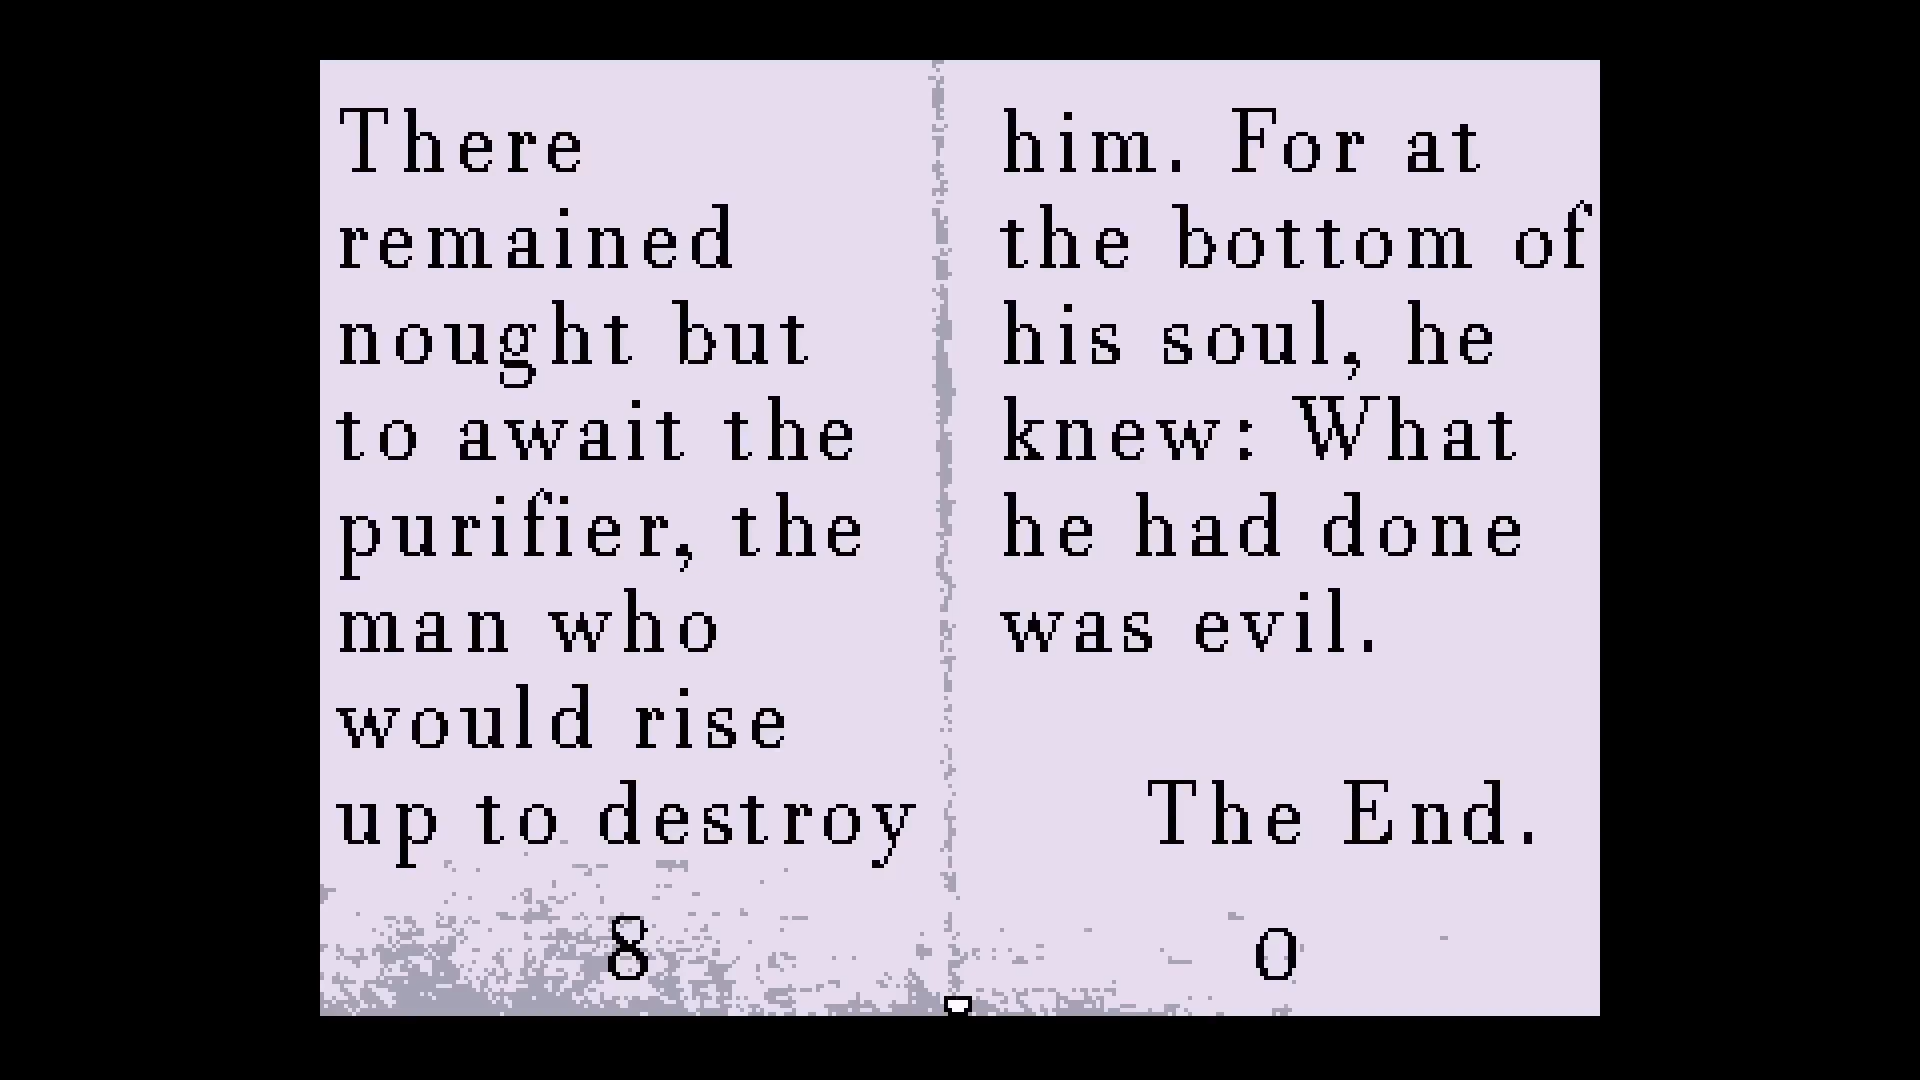 There
remained
nought but
to await the
purifier, the
man who
would rise
up to destroy
8
him. For at
the bottom of
his soul, he
knew: What
he had done
was evil.
The End.
0